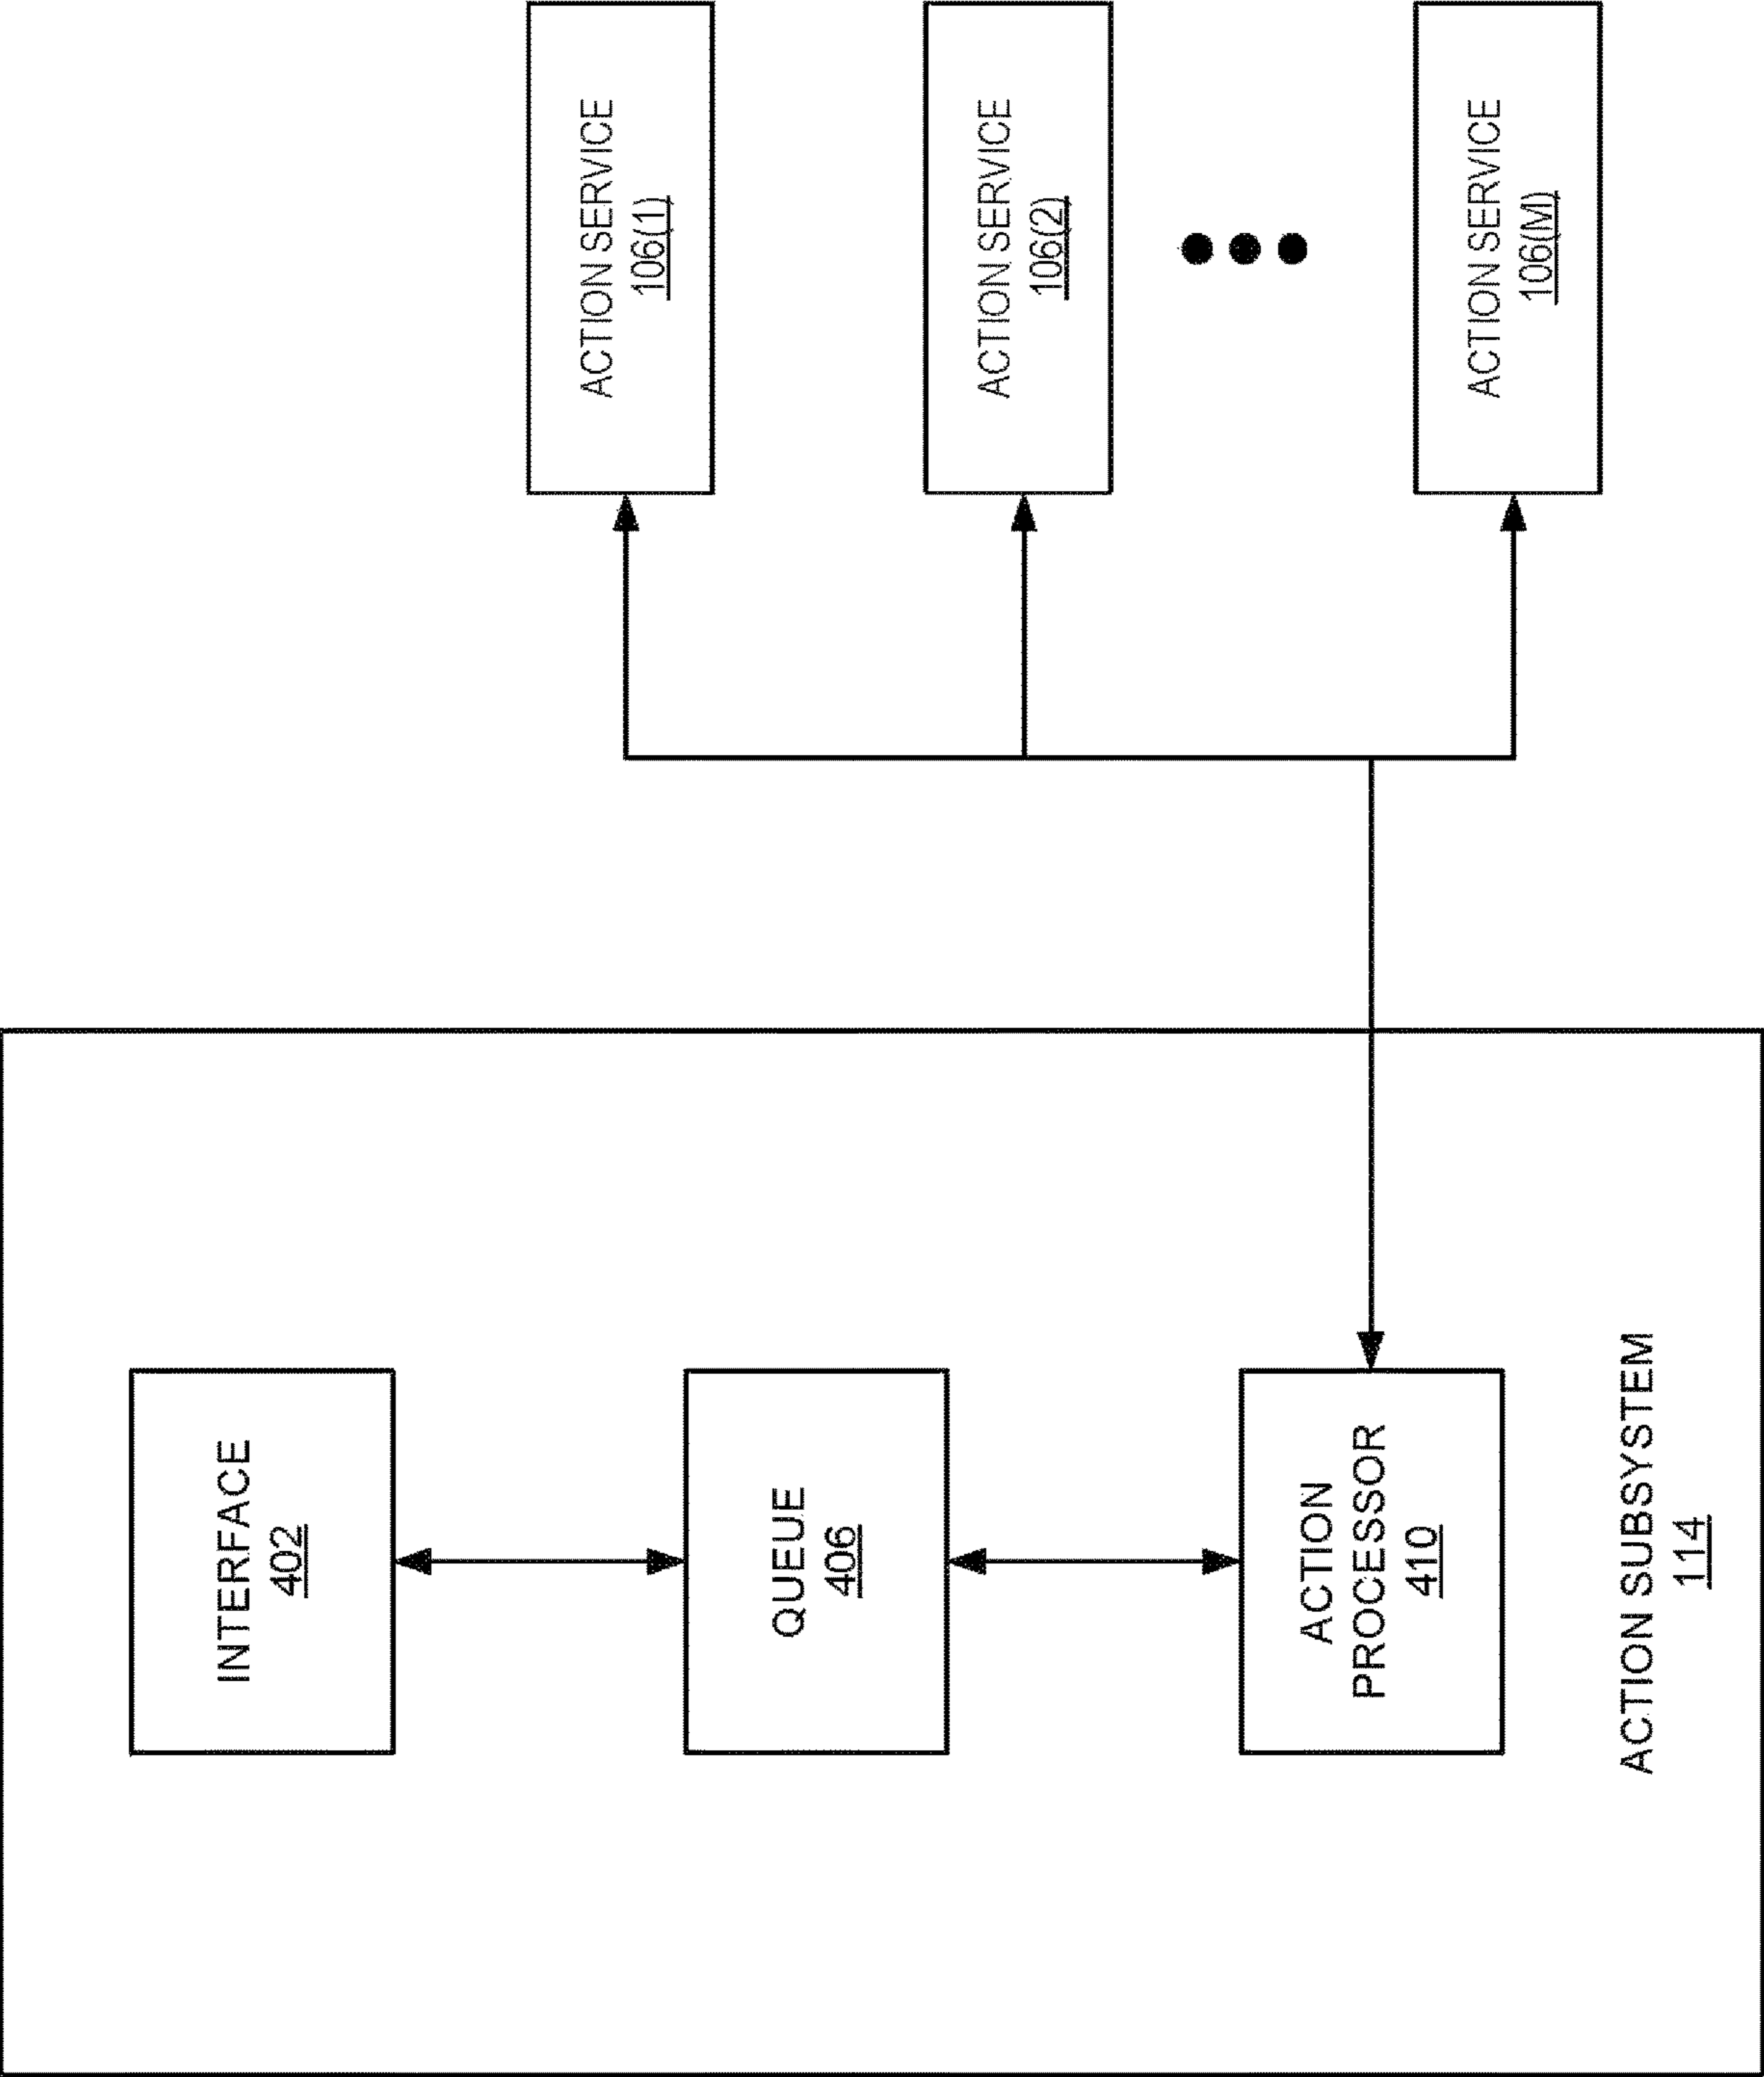 INTERFACE
402
QUEUE
406
ACTION
PROCESSOR
410
ACTION SUBSYSTEM
114
ACTION SERVICE
106(1)
ACTION SERVICE
106(2)
ACTION SERVICE
106(M)